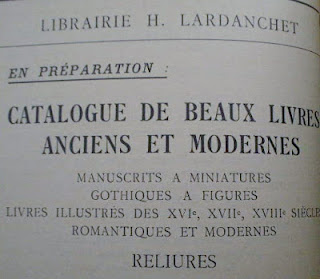 LIBRAIRIE H. LARDANCHET
EN PRÉPARATION :
CATALOGUE DE BEAUX LIVRES
ANCIENS ET MODERNES
MANUSCRITS A MINIATURES
GOTHIQUES A FIGURES
LIVRES ILLUSTRÉS DES XVIe, XVIIe, XVIIIe SIÈCLES
ROMANTIQUES ET MODERNES
RELIURES